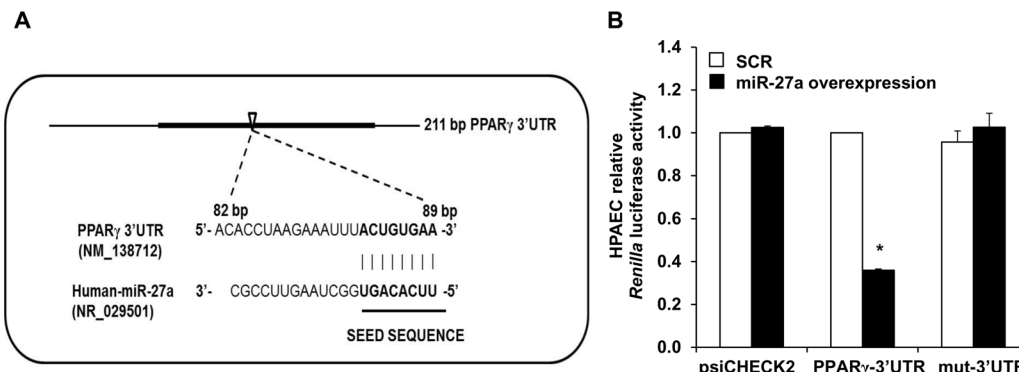 A
211 bp PPARγ 3'UTR
82 bp 89 bp
PPARγ 3'UTR 5'- ACACCUAAGAAAUUUACUGUGAA -3'
(NM_138712)
Human-miR-27a 3'- CGCCUUGAAUCGGUGACACUU -5'
(NR_029501)
SEED SEQUENCE
B
SCR
miR-27a overexpression
HPAEC relative
Renilla luciferase activity
1.4
1.2
1.0
0.8
0.6
0.4
0.2
0.0
*
psiCHECK2 PPARγ-3'UTR mut-3'UTR